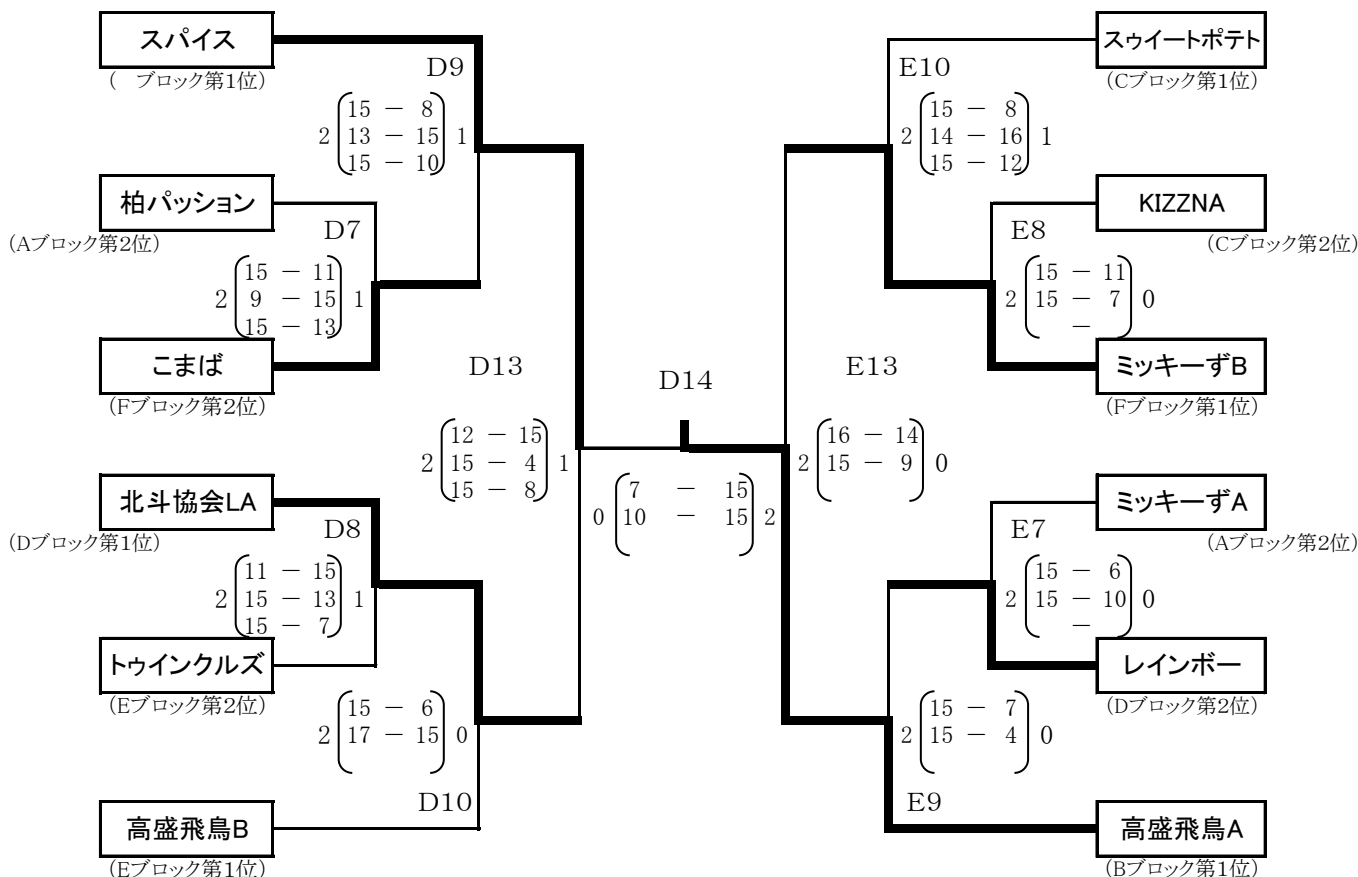 スパイス
(　ブロック第1位)
D9
15 － 8
2 13 － 15 1
15 － 10
柏パッション
(Aブロック第2位)
D7
15 － 11
2 9 － 15 1
15 － 13
こまば
(Fブロック第2位)
D13
12 － 15
2 15 － 4 1
15 － 8
北斗協会LA
(Dブロック第1位)
D8
11 － 15
2 15 － 13 1
15 － 7
トゥインクルズ
(Eブロック第2位)
15 － 6
2 17 － 15 0
D10
高盛飛鳥B
(Eブロック第1位)
D14
7 － 15
0 10 － 15 2
スゥイートポテト
(Cブロック第1位)
E10
15 － 8
2 14 － 16 1
15 － 12
KIZZNA
(Cブロック第2位)
E8
15 － 11
2 15 － 7 0
－
ミッキーずB
(Fブロック第1位)
E13
16 － 14
2 15 － 9 0
ミッキーずA
(Aブロック第2位)
E7
15 － 6
2 15 － 10 0
－
レインボー
(Dブロック第2位)
15 － 7
2 15 － 4 0
E9
高盛飛鳥A
(Bブロック第1位)